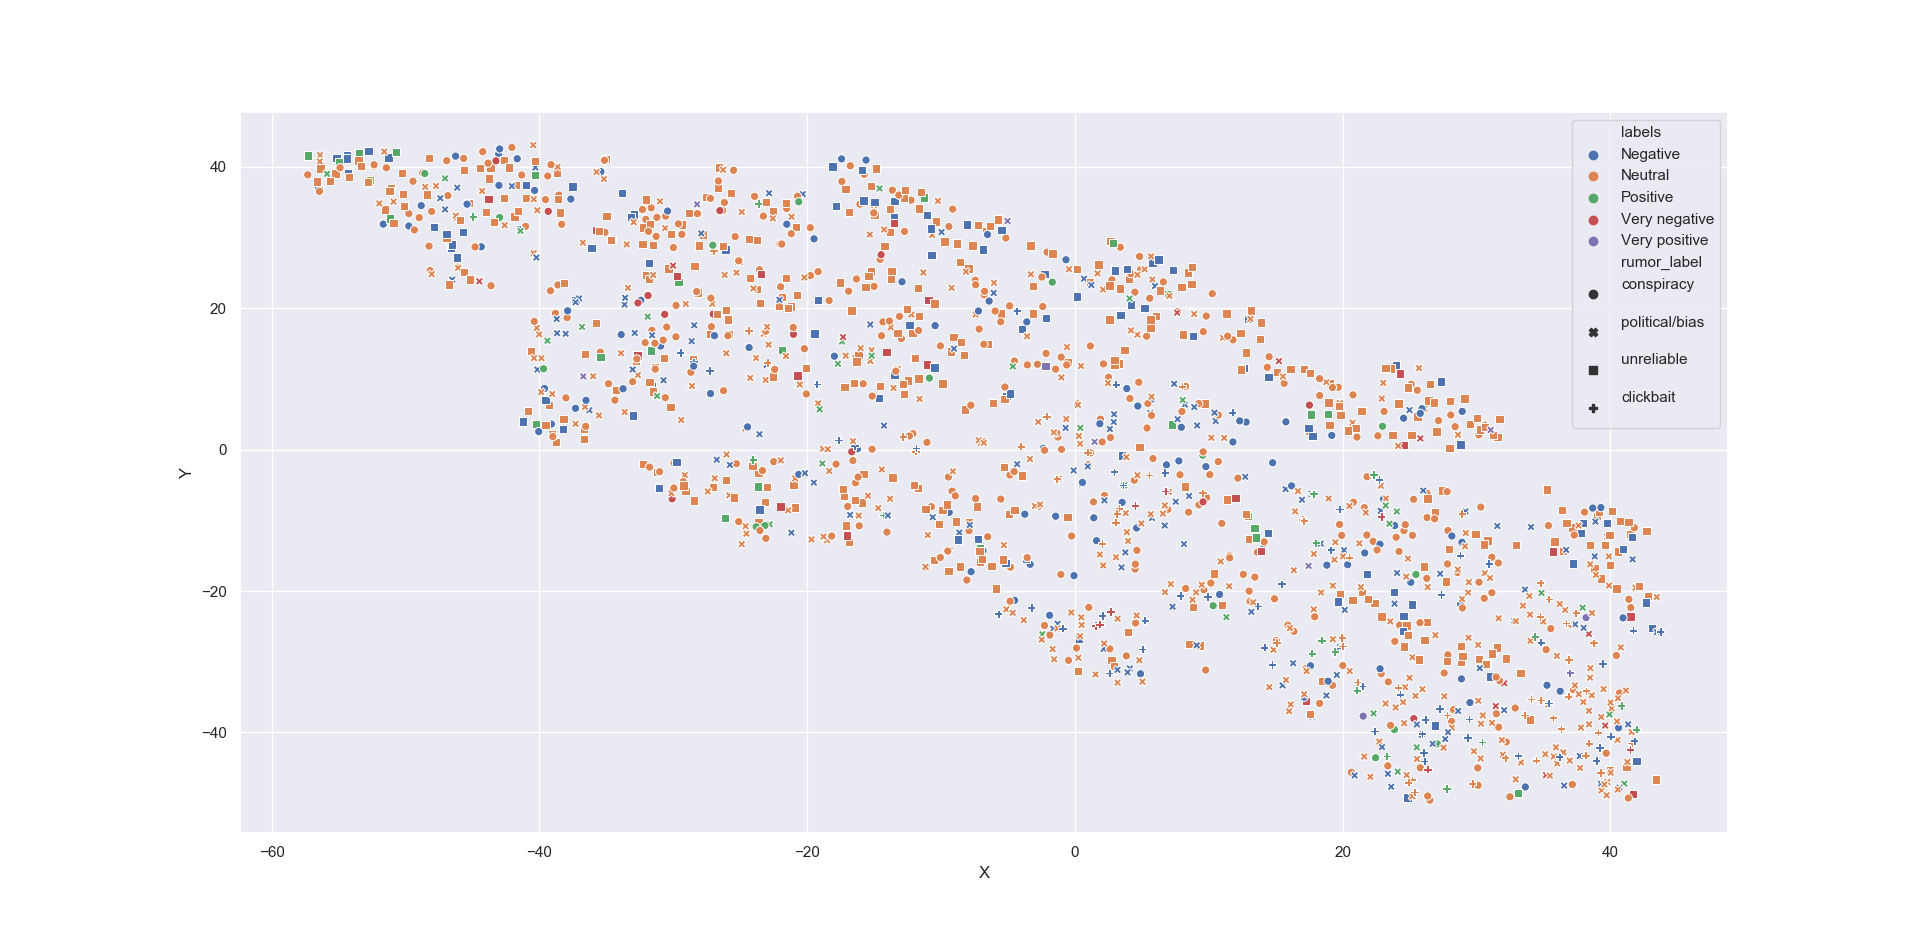 labels
Negative
Neutral
Positive
Very negative
Very positive
rumor_label
conspiracy
political/bias
unreliable
clickbait
40
20
0
−20
−40
Y
−60
−40
−20
0
20
40
X